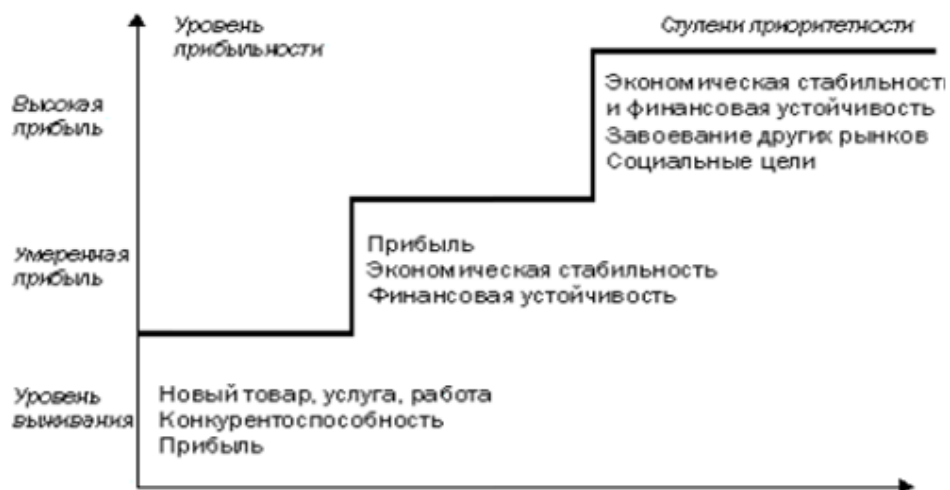 Уровень
прибыльности
Ступени приоритетности
Высокая
прибыль
Экономическая стабильность
и финансовая устойчивость
Завоевание других рынков
Социальные цели
Умеренная
прибыль
Прибыль
Экономическая стабильность
Финансовая устойчивость
Уровень
выживания
Новый товар, услуга, работа
Конкурентоспособность
Прибыль